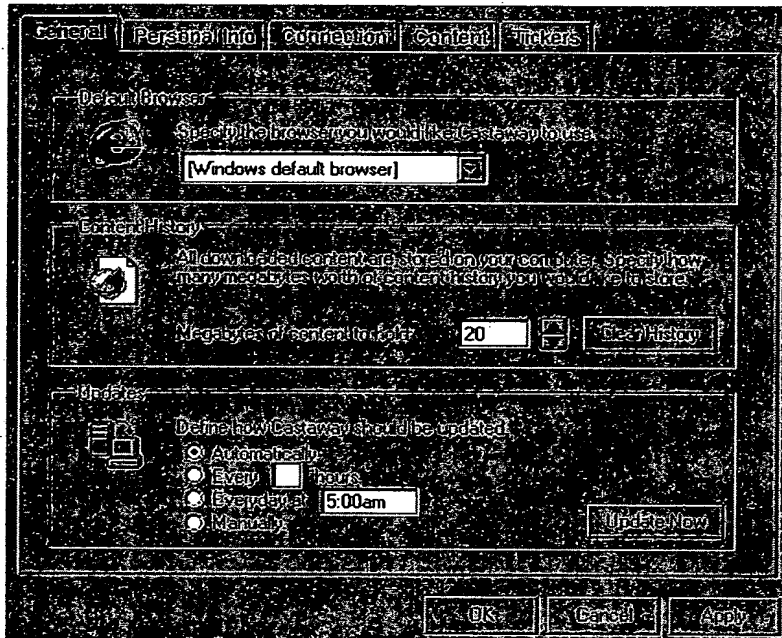 General Personal Info Connection Content Tickers
Default Browser
Specify the browser you would like Castaway to use.
[Windows default browser]
Content History
All downloaded content are stored on your computer. Specify how
many megabytes worth of content history you would like to store.
Megabytes of content to hold: 20 Clear History
Updates
Define how Castaway should be updated.
Automatically
Every hours
Everyday at 5:00am
Manually
Update Now
OK Cancel Apply